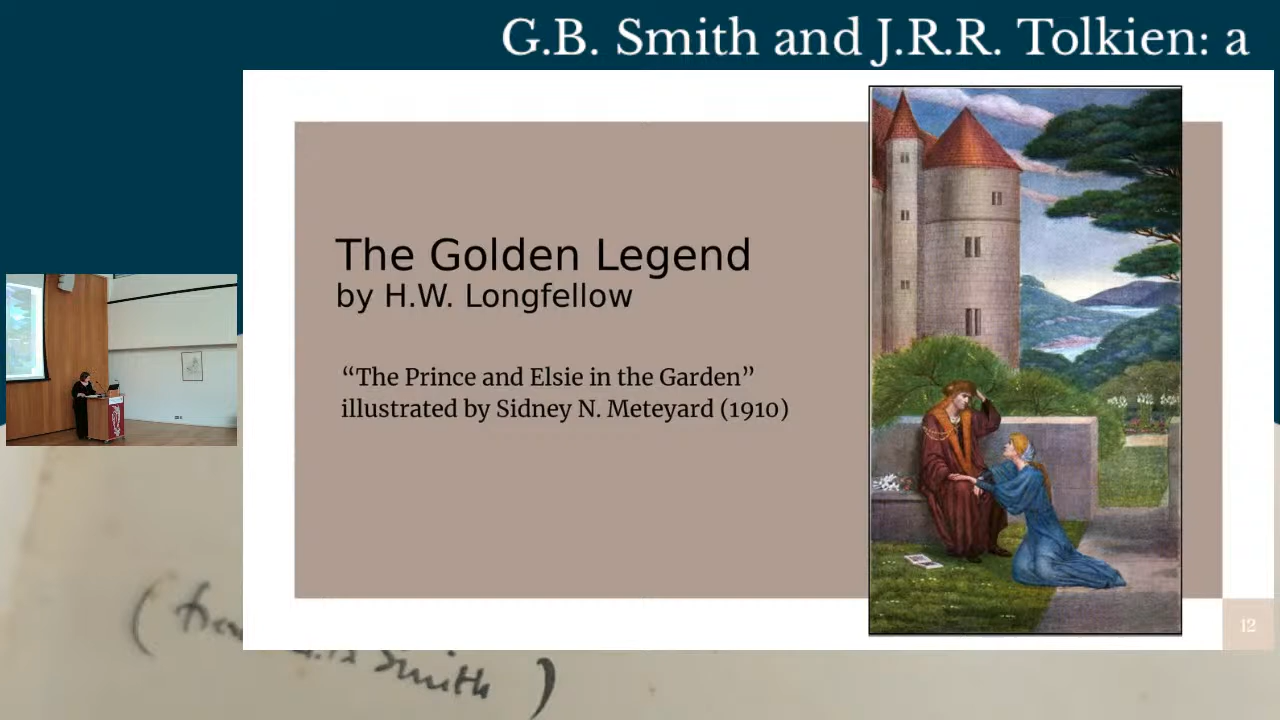 G.B. Smith and J.R.R. Tolkien: a
The Golden Legend
by H.W. Longfellow
“The Prince and Elsie in the Garden”
illustrated by Sidney N. Meteyard (1910)
12
(from
G.B. Smith )